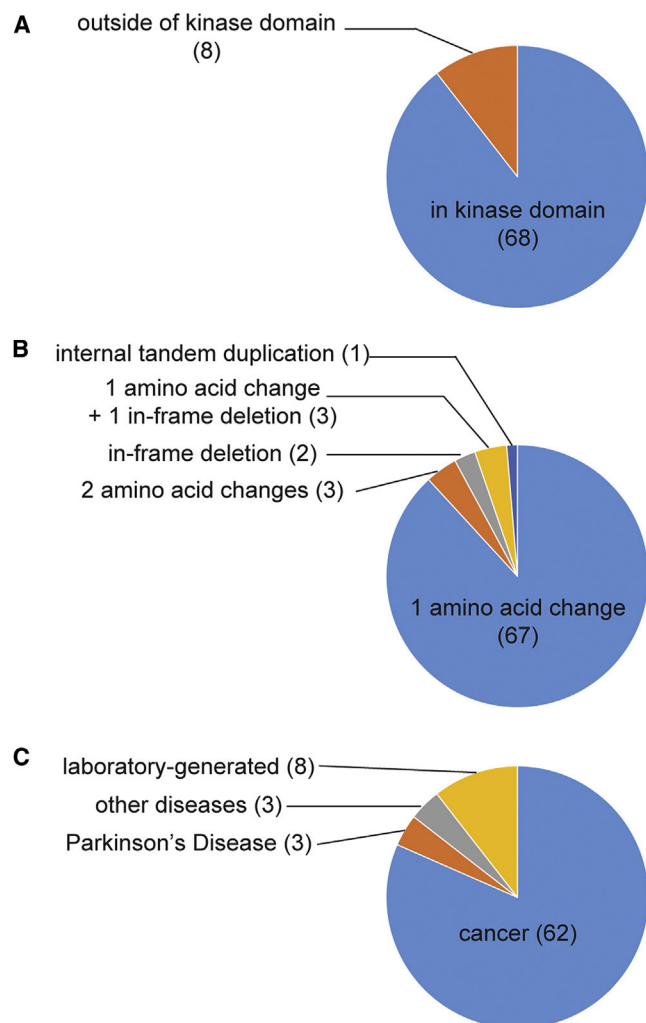 A
outside of kinase domain
(8)
in kinase domain
(68)
B
internal tandem duplication (1)
1 amino acid change
+ 1 in-frame deletion (3)
in-frame deletion (2)
2 amino acid changes (3)
1 amino acid change
(67)
C
laboratory-generated (8)
other diseases (3)
Parkinson's Disease (3)
cancer (62)